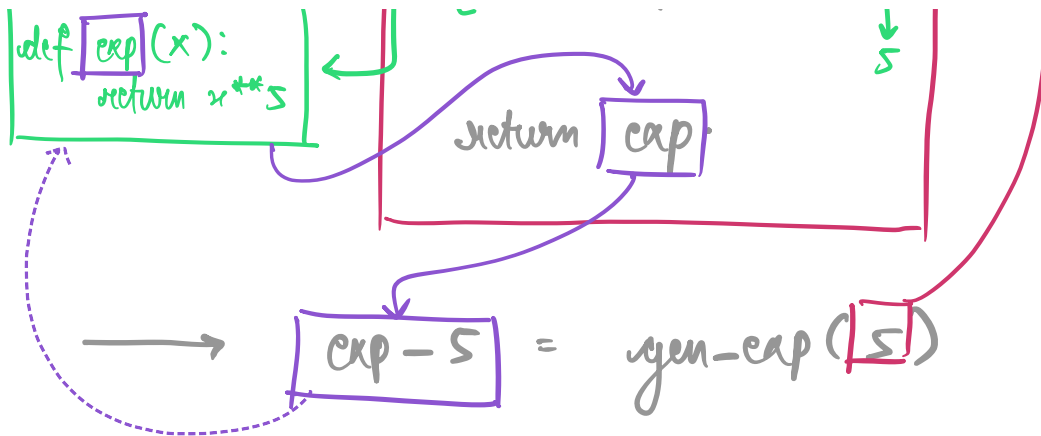 def exp (x):
return x**5
5
return exp
exp_5 = gen_exp (5)